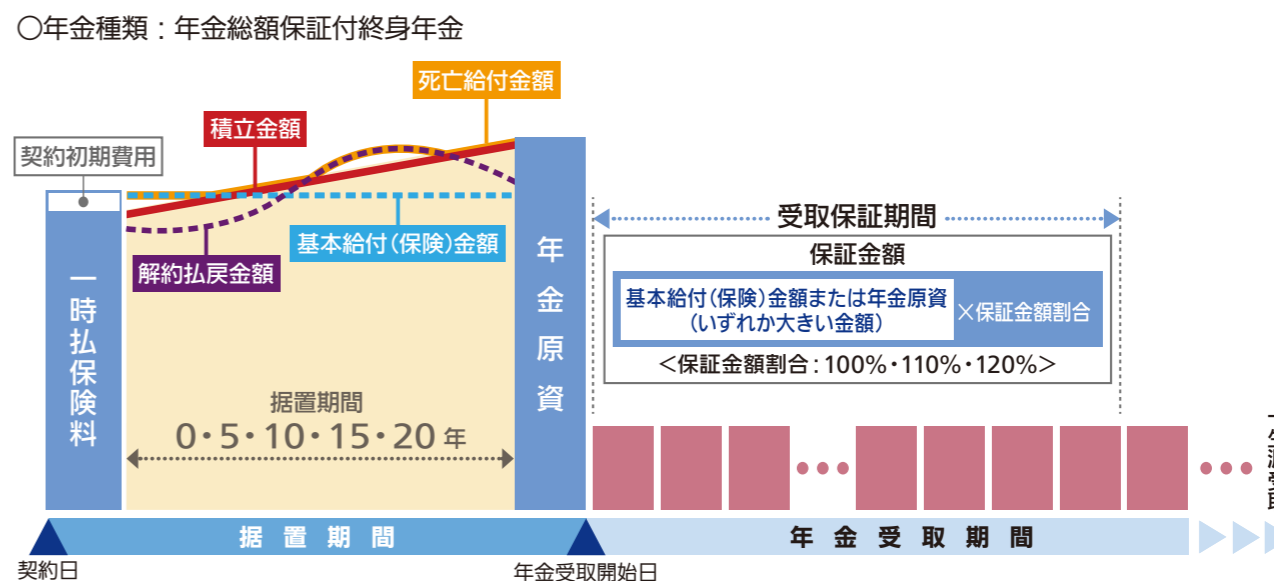 〇年金種類：年金総額保証付終身年金
死亡給付金額
積立金額
契約初期費用
基本給付(保険)金額
解約払戻金額
一時払保険料
年金原資
据置期間
0・5・10・15・20年
受取保証期間
保証金額
基本給付(保険)金額または年金原資
(いずれか大きい金額)
×保証金額割合
<保証金額割合：100%・110%・120%>
据置期間
年金受取期間
契約日
年金受取開始日